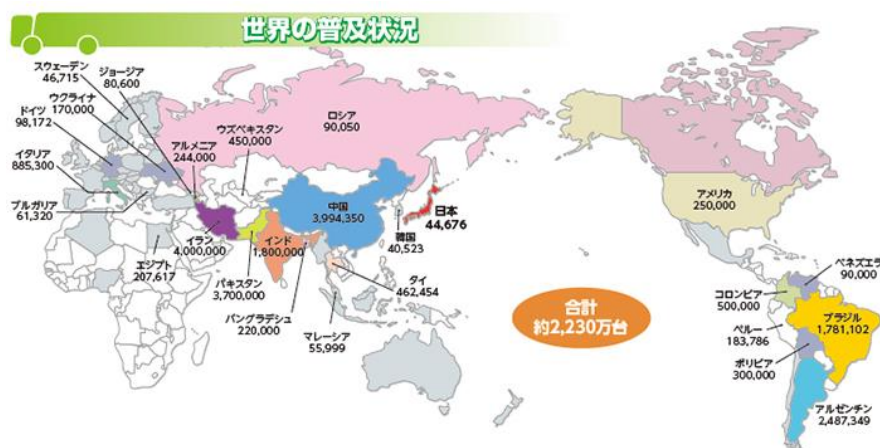 世界の普及状況
スウェーデン
46,715
ジョージア
80,600
ウクライナ
170,000
ドイツ
98,172
アルメニア
244,000
ウズベキスタン
450,000
ロシア
90,050
イタリア
885,300
ブルガリア
61,320
中国
3,994,350
日本
44,676
韓国
40,523
イラン
4,000,000
インド
1,800,000
エジプト
207,617
パキスタン
3,700,000
タイ
462,454
バングラデシュ
220,000
マレーシア
55,999
合計
約2,230万台
アメリカ
250,000
ベネズエラ
90,000
コロンビア
500,000
ブラジル
1,781,102
ペルー
183,786
ボリビア
300,000
アルゼンチン
2,487,349